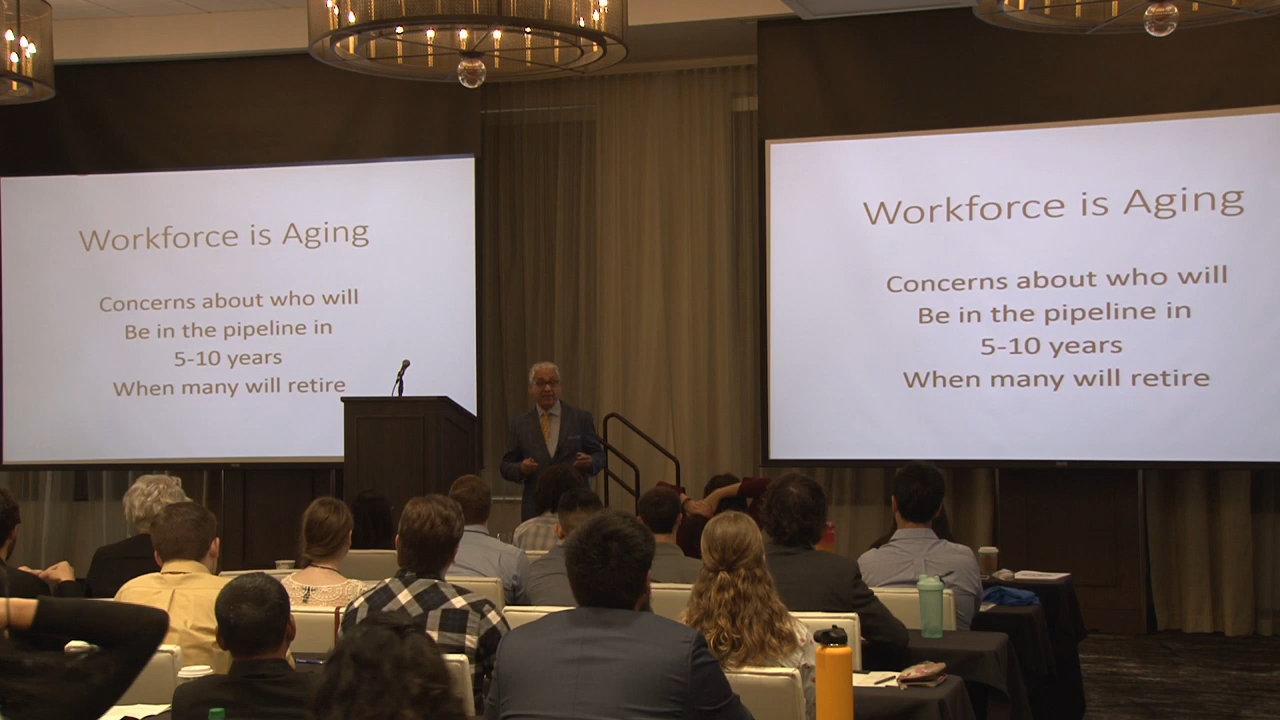 Workforce is Aging
Concerns about who will
Be in the pipeline in
5-10 years
When many will retire
Workforce is Aging
Concerns about who will
Be in the pipeline in
5-10 years
When many will retire